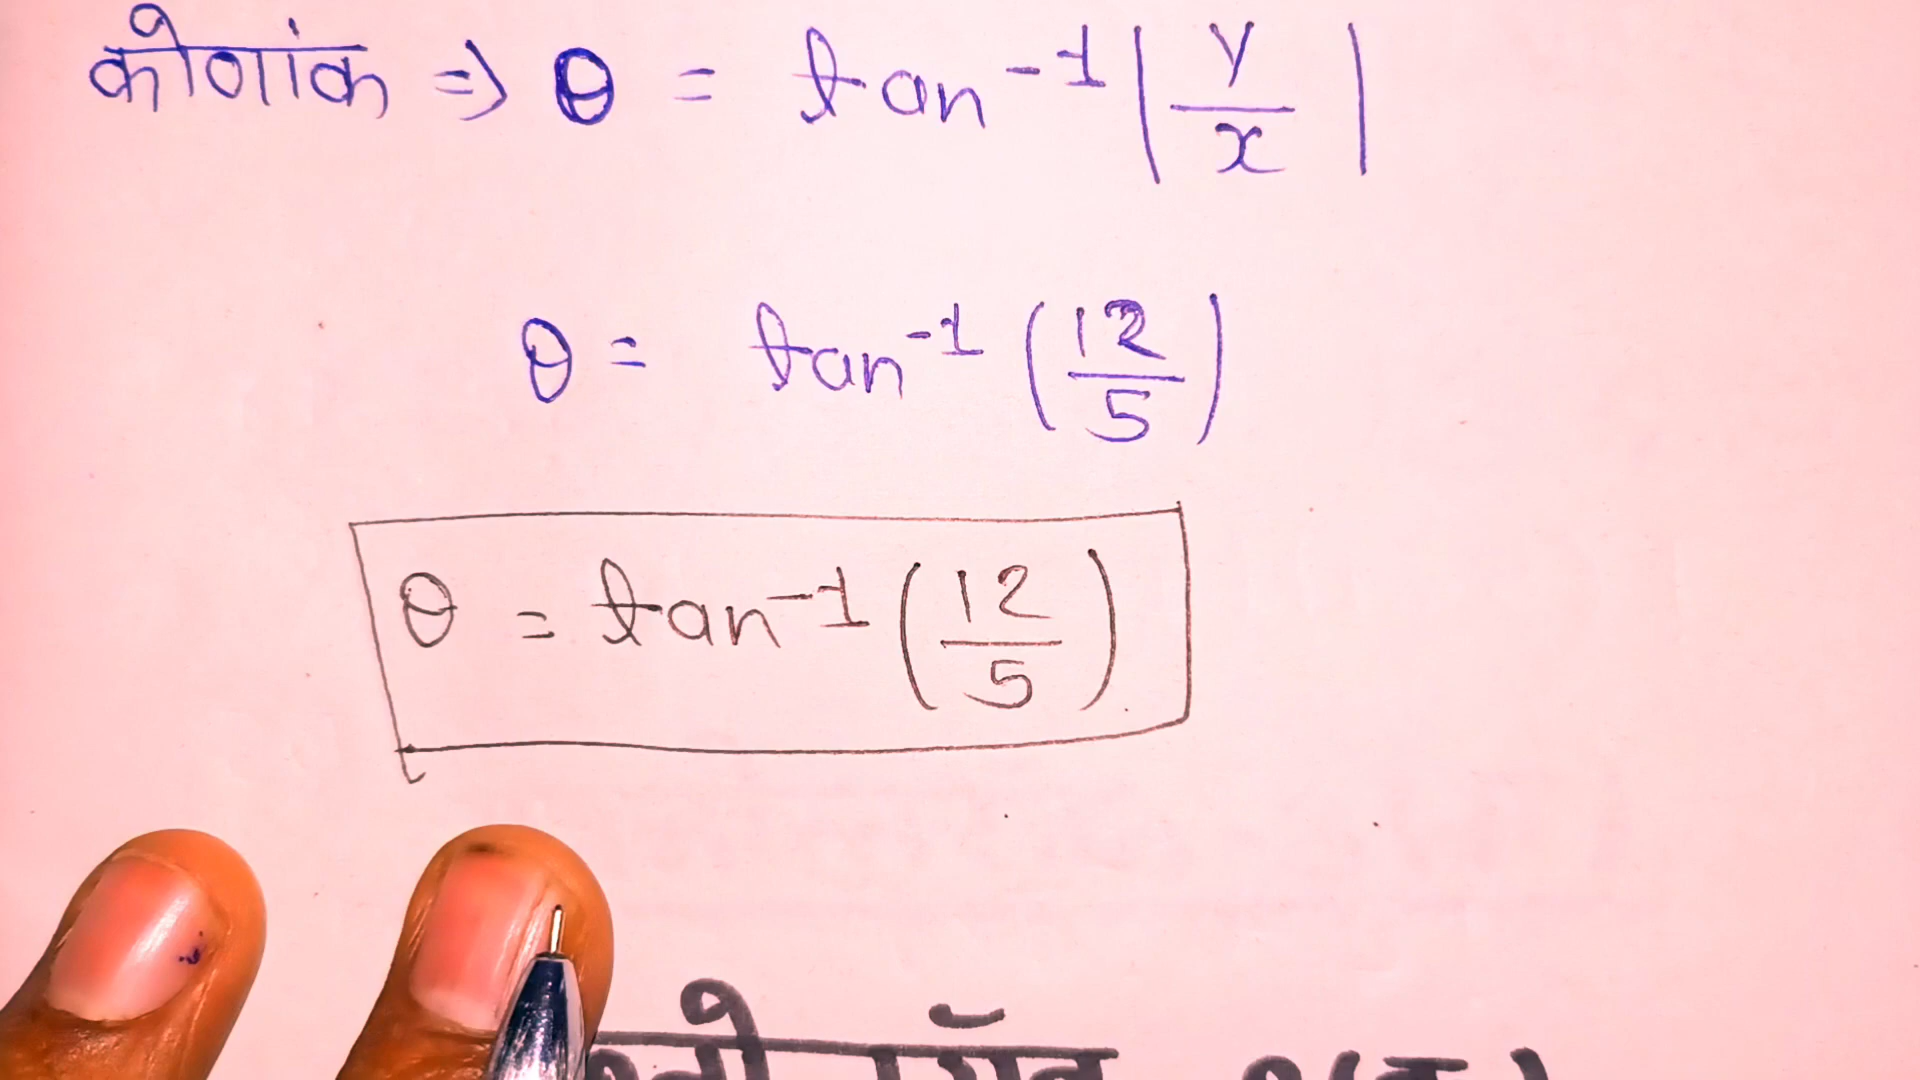 कोणांक => θ = tan⁻¹ |y/x|
θ = tan⁻¹ (12/5)
θ = tan⁻¹ (12/5)